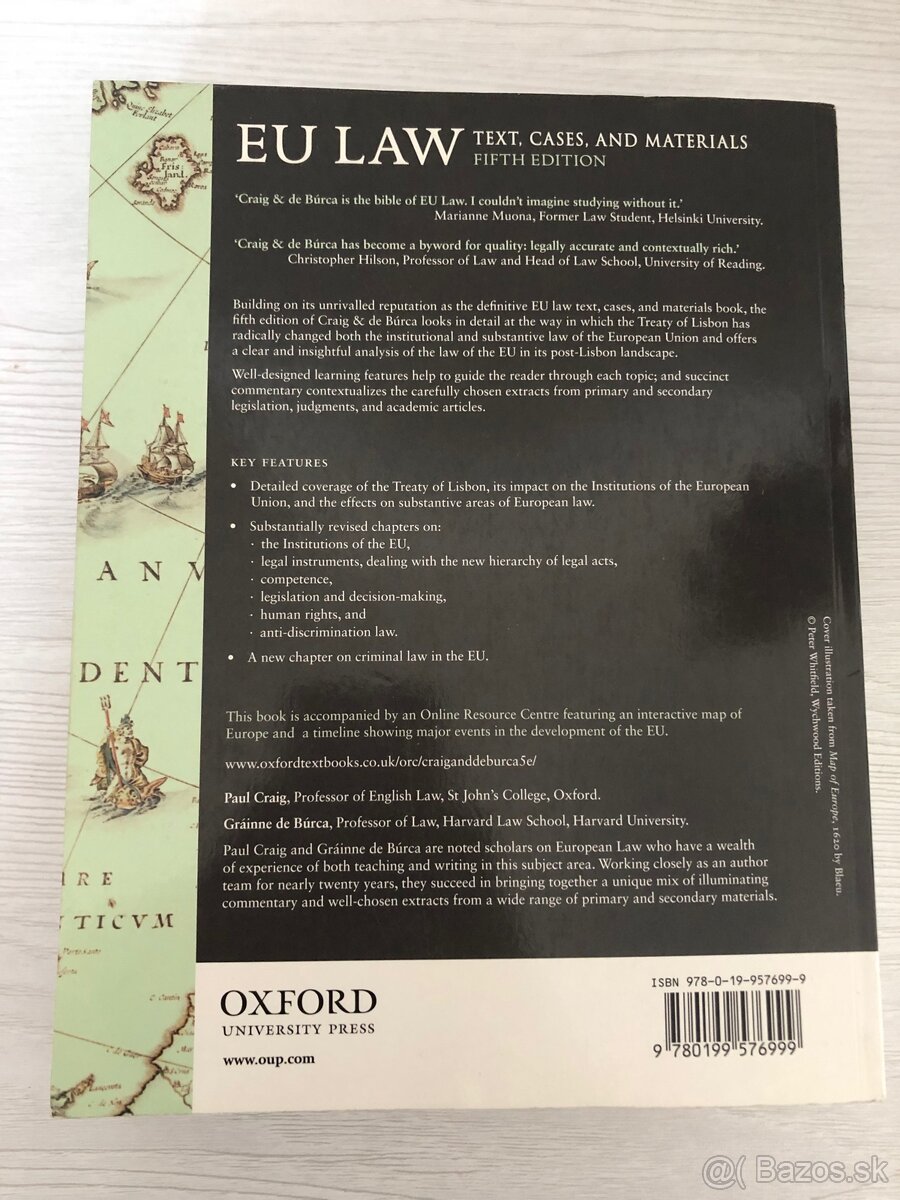 EU LAW TEXT, CASES, AND MATERIALS
FIFTH EDITION
‘Craig & de Búrca is the bible of EU Law. I couldn’t imagine studying without it.’
Marianne Muona, Former Law Student, Helsinki University.
‘Craig & de Búrca has become a byword for quality: legally accurate and contextually rich.’
Christopher Hilson, Professor of Law and Head of Law School, University of Reading.
Building on its unrivalled reputation as the definitive EU law text, cases, and materials book, the
fifth edition of Craig & de Búrca looks in detail at the way in which the Treaty of Lisbon has
radically changed both the institutional and substantive law of the European Union and offers
a clear and insightful analysis of the law of the EU in its post-Lisbon landscape.
Well-designed learning features help to guide the reader through each topic; and succinct
commentary contextualizes the carefully chosen extracts from primary and secondary
legislation, judgments, and academic articles.
KEY FEATURES
• Detailed coverage of the Treaty of Lisbon, its impact on the Institutions of the European
Union, and the effects on substantive areas of European law.
• Substantially revised chapters on:
· the Institutions of the EU,
· legal instruments, dealing with the new hierarchy of legal acts,
· competence,
· legislation and decision-making,
· human rights, and
· anti-discrimination law.
• A new chapter on criminal law in the EU.
This book is accompanied by an Online Resource Centre featuring an interactive map of
Europe and a timeline showing major events in the development of the EU.
www.oxfordtextbooks.co.uk/orc/craiganddeburca5e/
Paul Craig, Professor of English Law, St John’s College, Oxford.
Gráinne de Búrca, Professor of Law, Harvard Law School, Harvard University.
Paul Craig and Gráinne de Búrca are noted scholars on European Law who have a wealth
of experience of both teaching and writing in this subject area. Working closely as an author
team for nearly twenty years, they succeed in bringing together a unique mix of illuminating
commentary and well-chosen extracts from a wide range of primary and secondary materials.
Cover illustration taken from Map of Europe, 1620 by Blaeu.
© Peter Whitfield, Wychwood Editions.
OXFORD
UNIVERSITY PRESS
www.oup.com
ISBN 978-0-19-957699-9
9 780199 576999
Fris
land.
ANV
DENT
IRE
TICVM
@( Bazos.sk